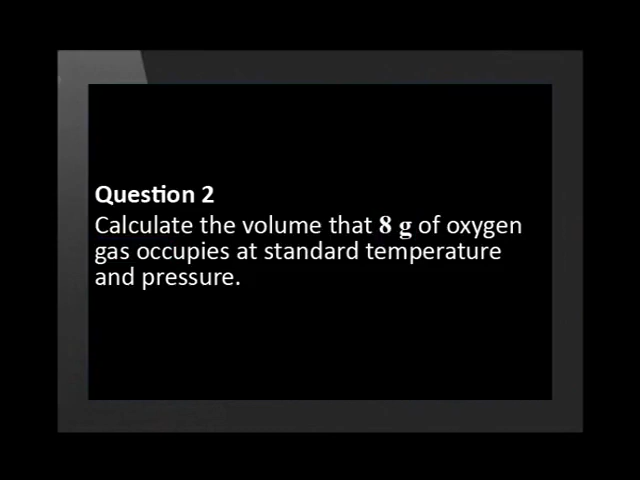 Question 2
Calculate the volume that 8 g of oxygen
gas occupies at standard temperature
and pressure.